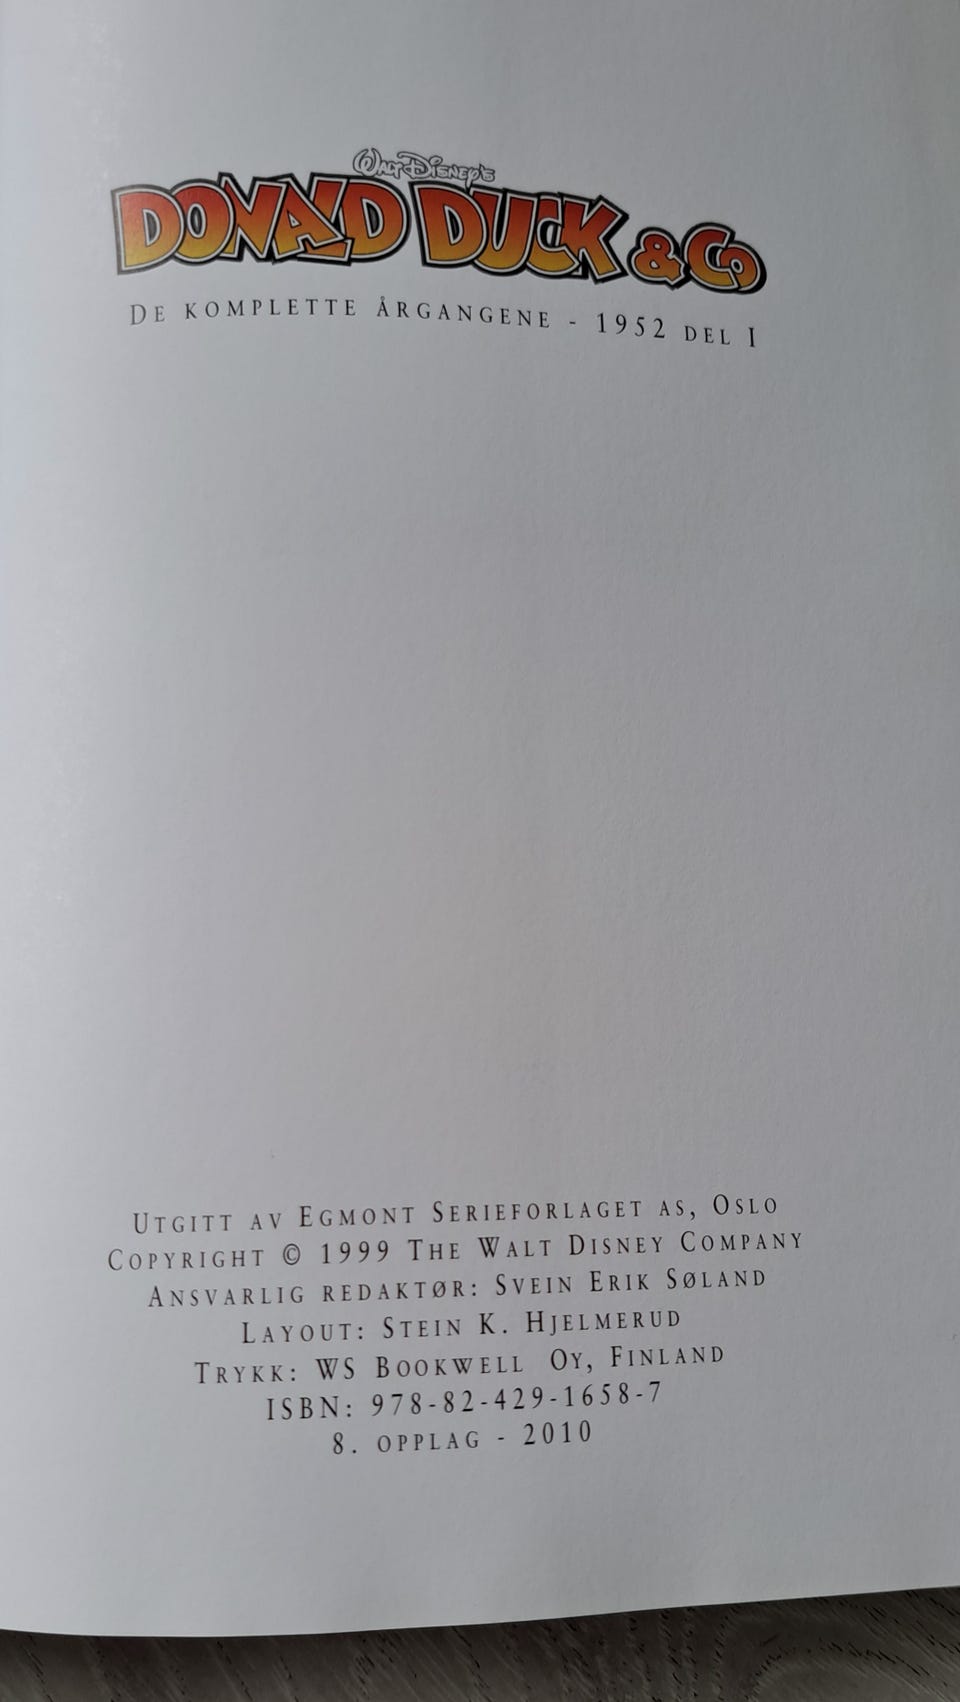 Walt Disney's
DONALD DUCK & Co
DE KOMPLETTE ÅRGANGENE - 1952 DEL I
UTGITT AV EGMONT SERIEFORLAGET AS, OSLO
COPYRIGHT © 1999 THE WALT DISNEY COMPANY
ANSVARLIG REDAKTØR: SVEIN ERIK SØLAND
LAYOUT: STEIN K. HJELMERUD
TRYKK: WS BOOKWELL OY, FINLAND
ISBN: 978-82-429-1658-7
8. OPPLAG - 2010